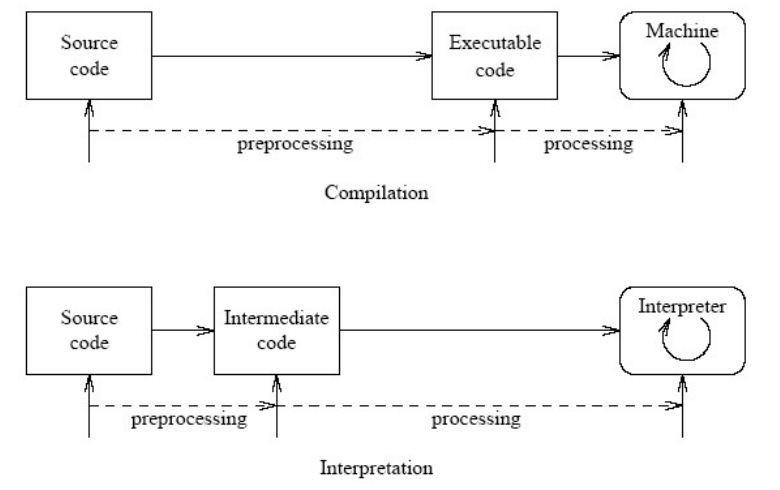 Source
code
Executable
code
Machine
preprocessing
processing
Compilation
Source
code
Intermediate
code
Interpreter
preprocessing
processing
Interpretation